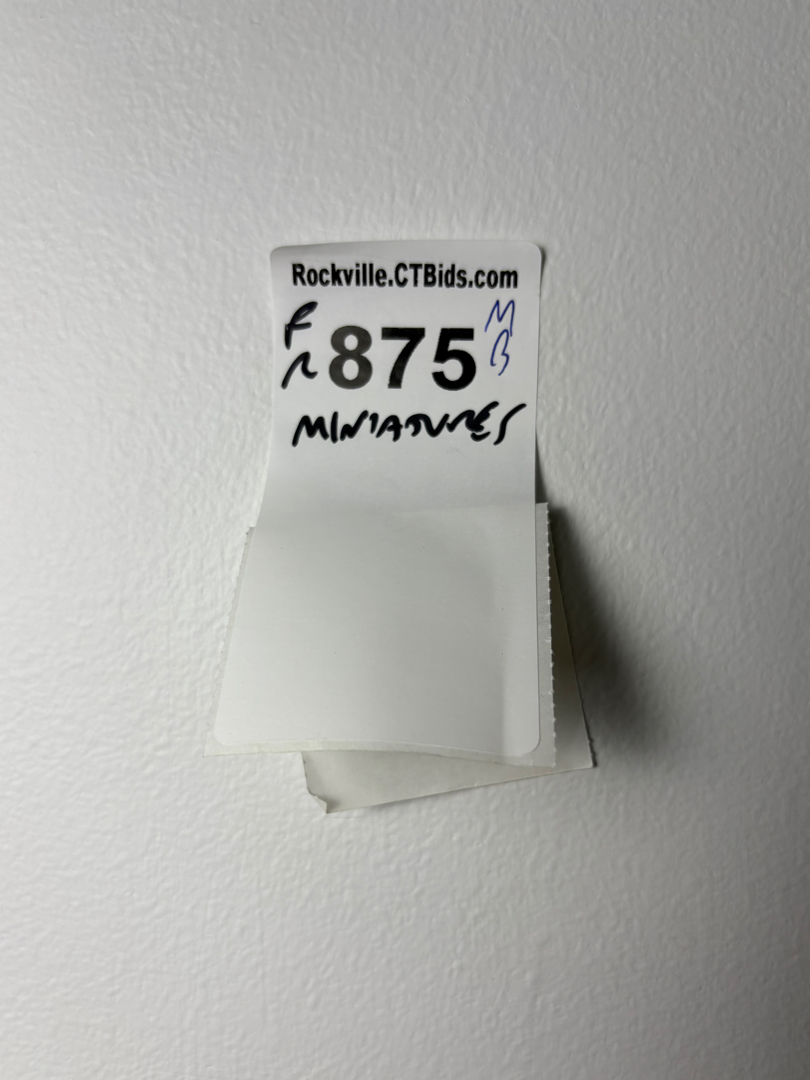 Rockville.CTBids.com
F 875 M
R B
MINIATURES